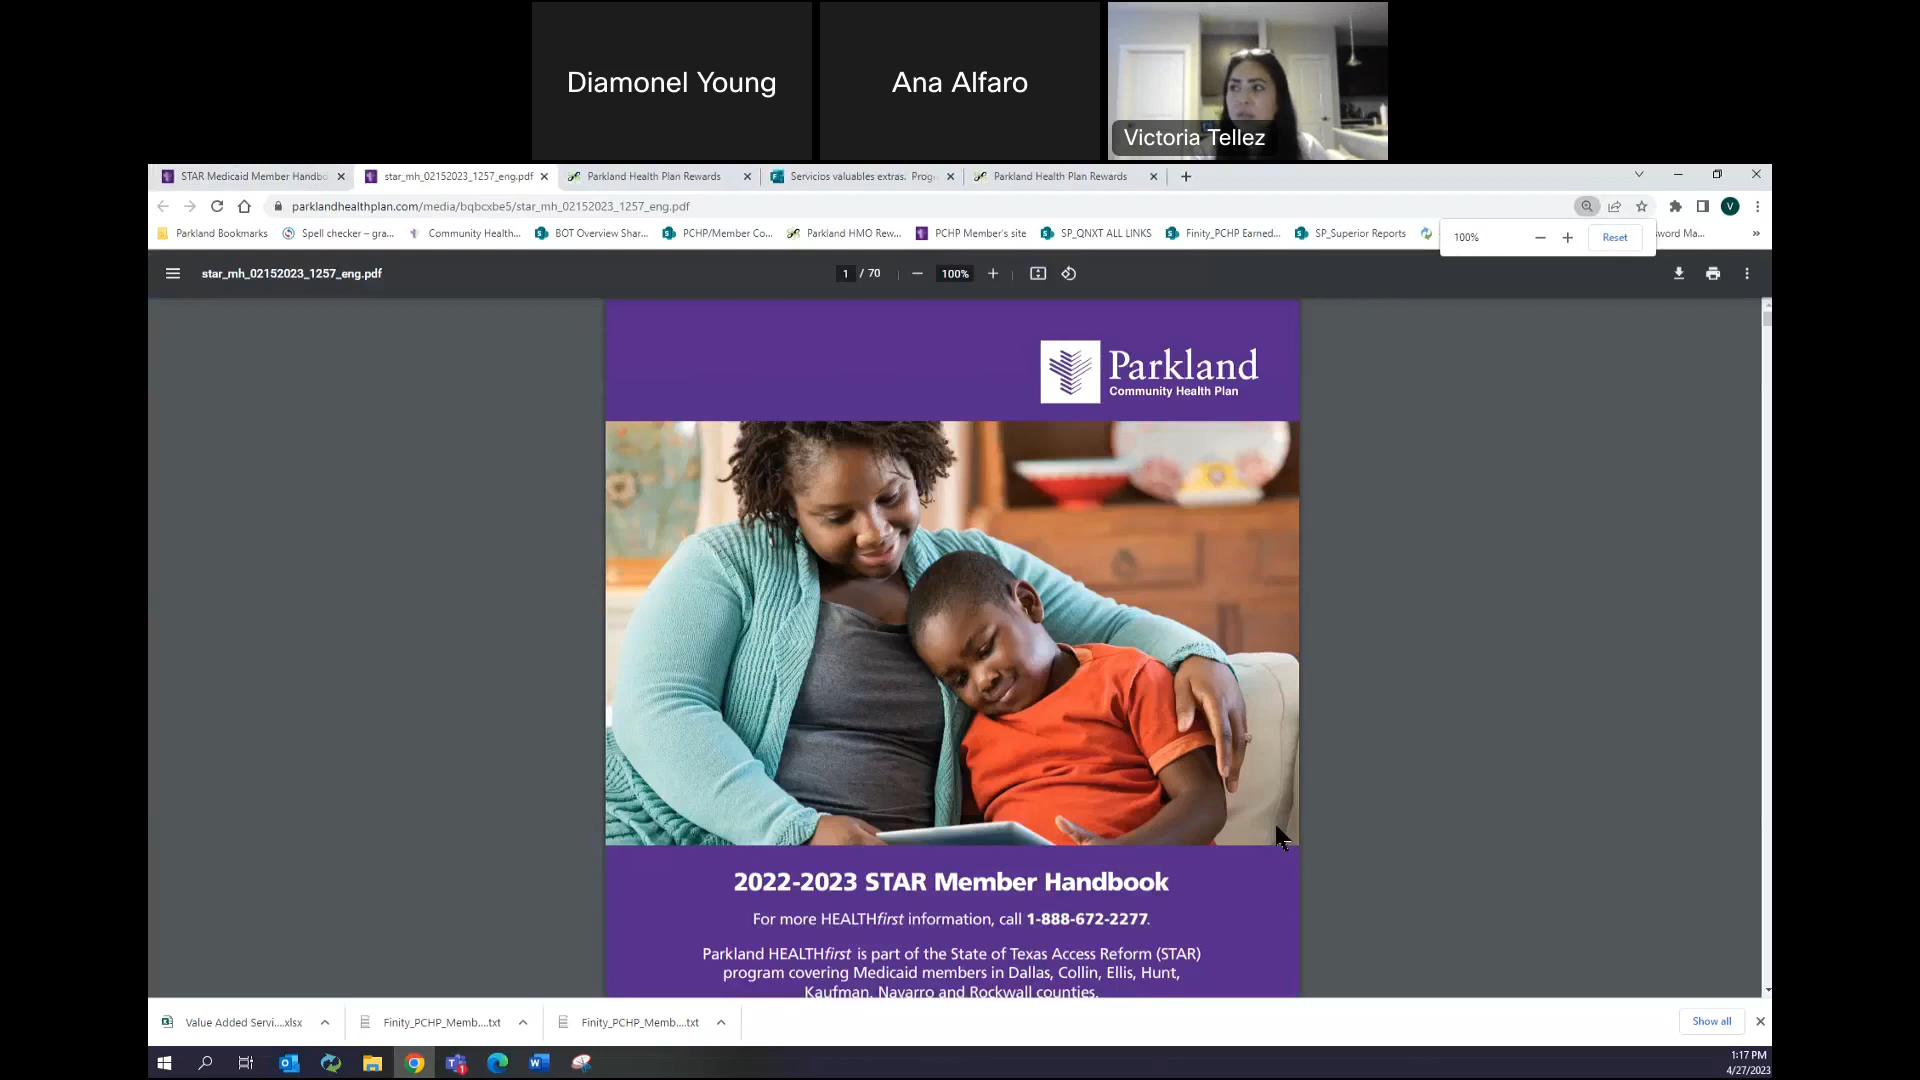 Diamonel Young
Ana Alfaro
Victoria Tellez
STAR Medicaid Member Handbo
star_mh_02152023_1257_eng.pdf
Parkland Health Plan Rewards
Servicios valuables extras. Prog
Parkland Health Plan Rewards
parklandhealthplan.com/media/bqbcxbe5/star_mh_02152023_1257_eng.pdf
V
Parkland Bookmarks
Spell checker – gra...
Community Health...
BOT Overview Shar...
PCHP/Member Co...
Parkland HMO Rew...
PCHP Member's site
SP_QNXT ALL LINKS
Finity_PCHP Earned...
SP_Superior Reports
sword Ma...
»
100%
Reset
star_mh_02152023_1257_eng.pdf
1 / 70
100%
Parkland
Community Health Plan
2022-2023 STAR Member Handbook
For more HEALTHfirst information, call 1-888-672-2277.
Parkland HEALTHfirst is part of the State of Texas Access Reform (STAR)
program covering Medicaid members in Dallas, Collin, Ellis, Hunt,
Kaufman, Navarro and Rockwall counties.
Value Added Servi....xlsx
Finity_PCHP_Memb....txt
Finity_PCHP_Memb....txt
Show all
1:17 PM
4/27/2023